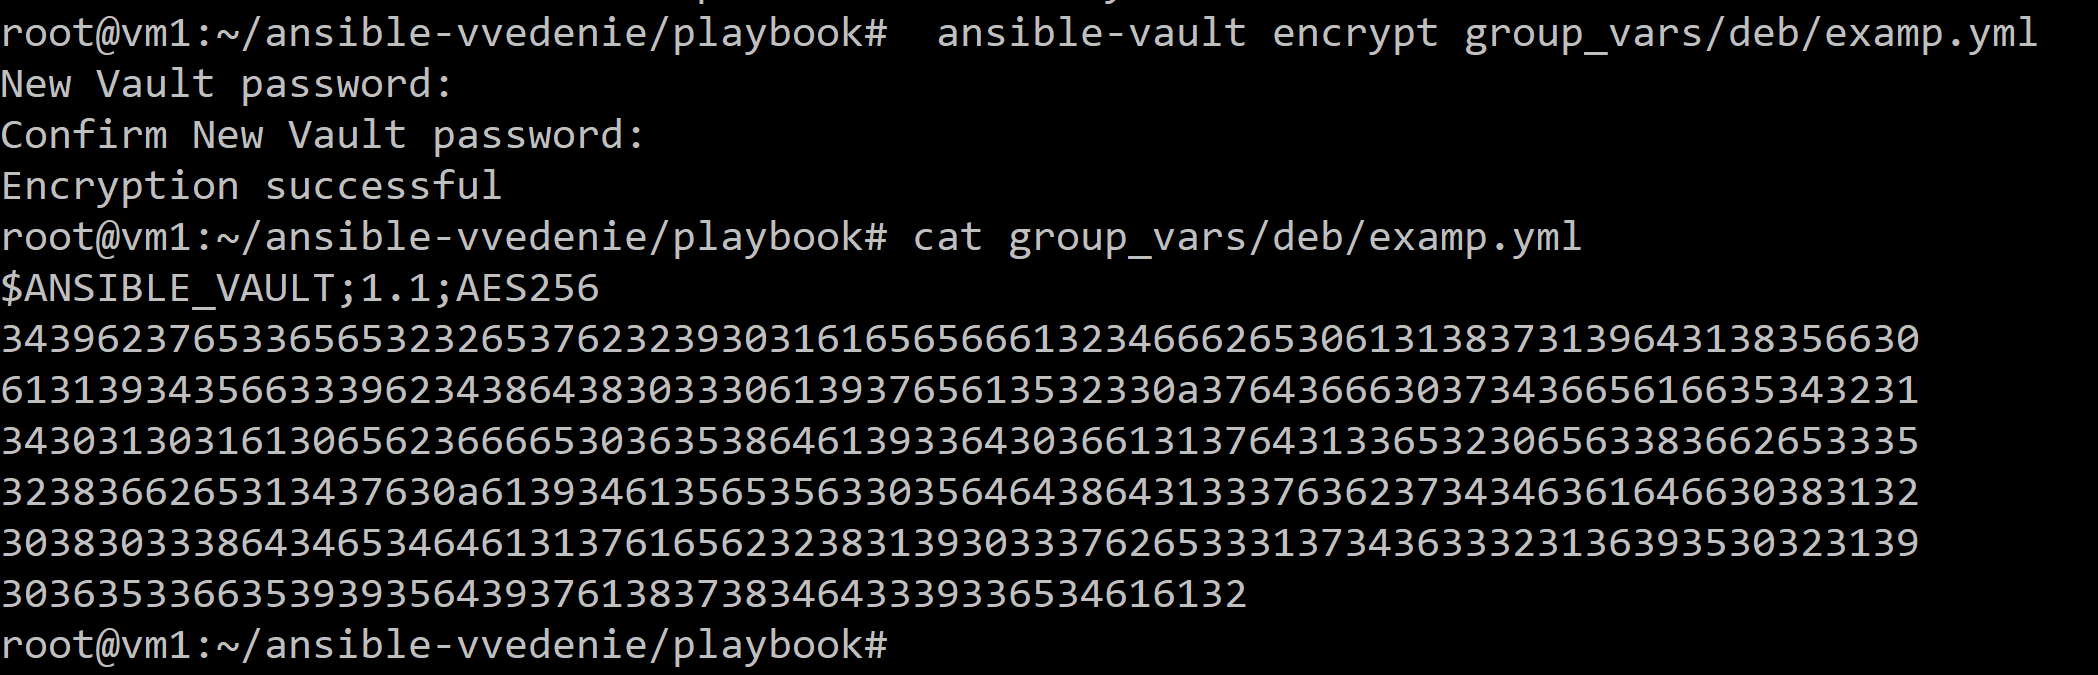 root@vm1:~/ansible-vvedenie/playbook#  ansible-vault encrypt group_vars/deb/examp.yml
New Vault password:
Confirm New Vault password:
Encryption successful
root@vm1:~/ansible-vvedenie/playbook# cat group_vars/deb/examp.yml
$ANSIBLE_VAULT;1.1;AES256
34396237653365653232653762323930316165656661323466626530613138373139643138356630
6131393435663339623438643830333061393765613532330a376436663037343665616635343231
34303130316130656236666530363538646139336430366131376431336532306563383662653335
3238366265313437630a613934613565356330356464386431333763623734346361646630383132
30383033386434653464613137616562323831393033376265333137343633323136393530323139
3036353366353939356439376138373834643339336534616132
root@vm1:~/ansible-vvedenie/playbook#